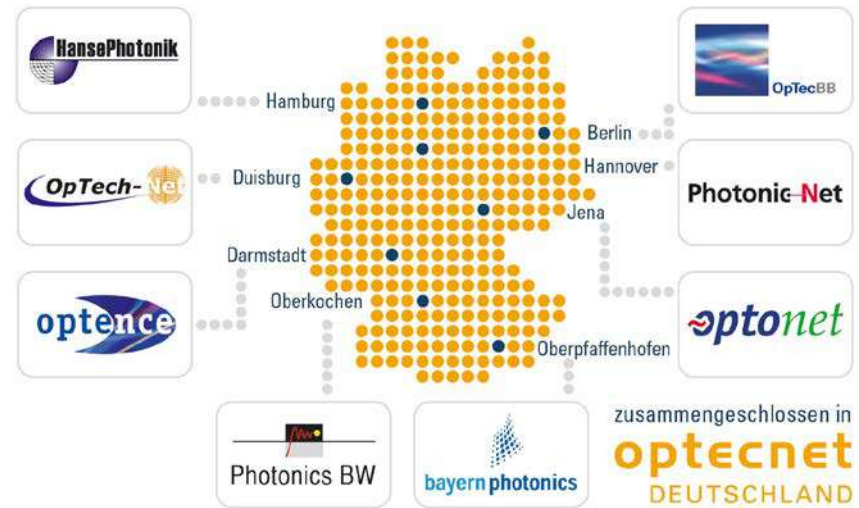 HansePhotonik
OpTecBB
Hamburg
Berlin
Hannover
OpTech-Net
Duisburg
Photonic Net
Jena
Darmstadt
optence
Oberkochen
optonet
Oberpfaffenhofen
Photonics BW
bayern photonics
zusammengeschlossen in
optecnet
DEUTSCHLAND